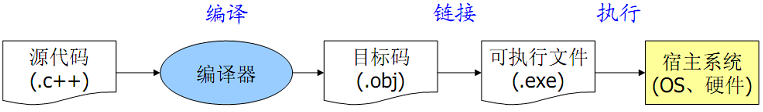 编译
链接
执行
源代码
(.c++)
编译器
目标码
(.obj)
可执行文件
(.exe)
宿主系统
(OS、硬件)